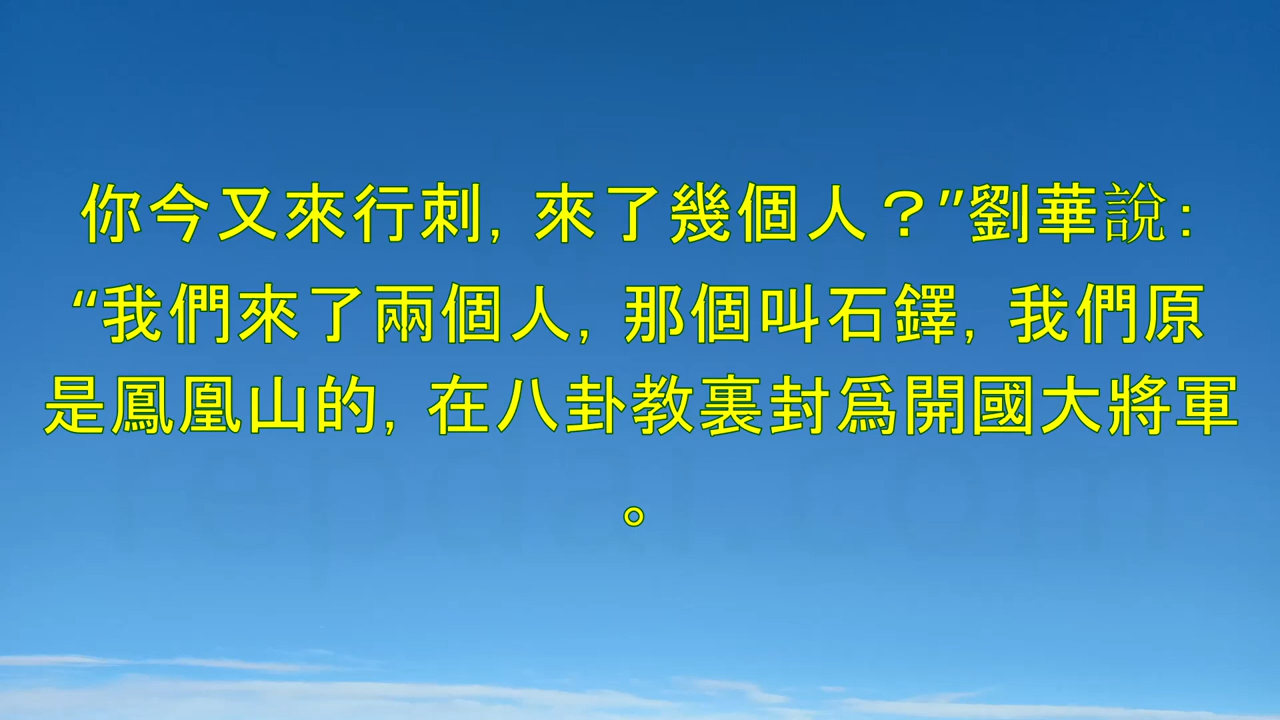 你今又來行刺, 來了幾個人？”劉華說:
“我們來了兩個人, 那個叫石鐸, 我們原
是鳳凰山的, 在八卦教裏封爲開國大將軍
。